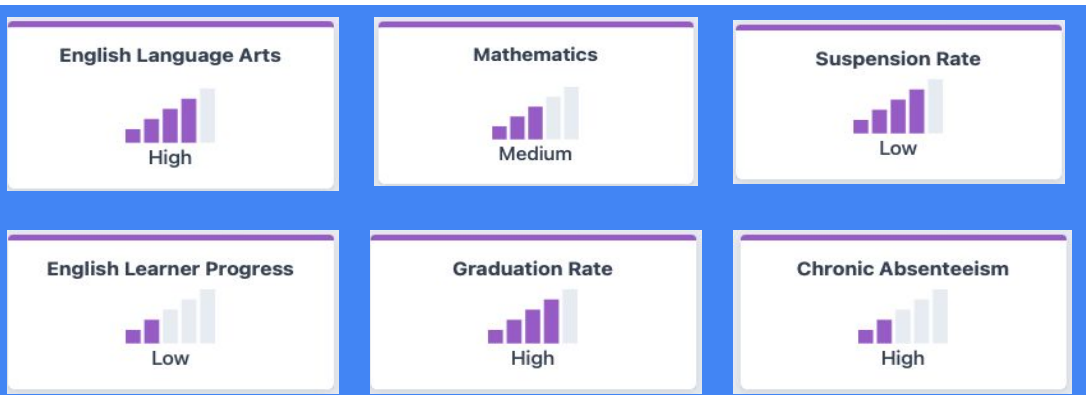 English Language Arts
High
Mathematics
Medium
Suspension Rate
Low
English Learner Progress
Low
Graduation Rate
High
Chronic Absenteeism
High